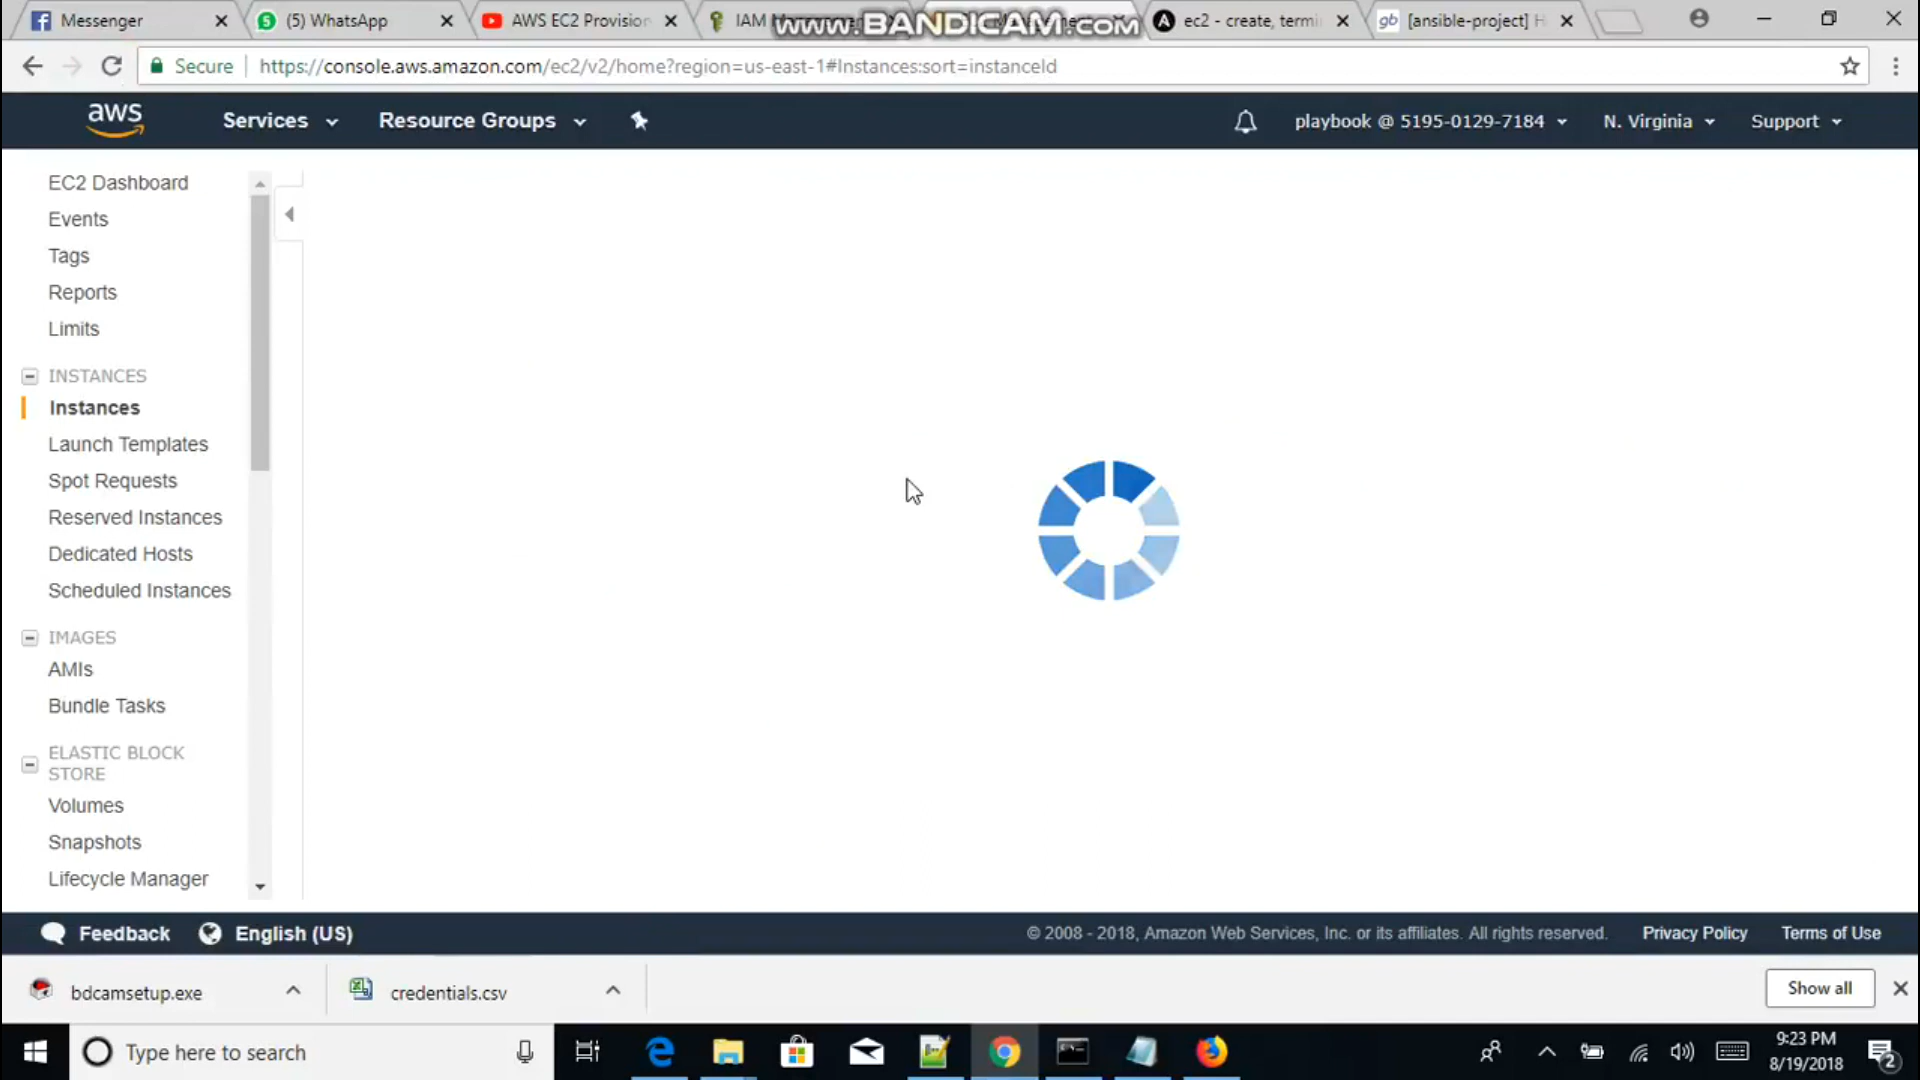 Messenger
(5) WhatsApp
AWS EC2 Provision
IAM
www.BANDICAM.com
ec2 - create, termi
[ansible-project] H
Secure
https://console.aws.amazon.com/ec2/v2/home?region=us-east-1#Instances:sort=instanceId
aws
Services
Resource Groups
playbook @ 5195-0129-7184
N. Virginia
Support
EC2 Dashboard
Events
Tags
Reports
Limits
INSTANCES
Instances
Launch Templates
Spot Requests
Reserved Instances
Dedicated Hosts
Scheduled Instances
IMAGES
AMIs
Bundle Tasks
ELASTIC BLOCK
STORE
Volumes
Snapshots
Lifecycle Manager
Feedback
English (US)
© 2008 - 2018, Amazon Web Services, Inc. or its affiliates. All rights reserved.
Privacy Policy
Terms of Use
bdcamsetup.exe
credentials.csv
Show all
Type here to search
9:23 PM
8/19/2018
2